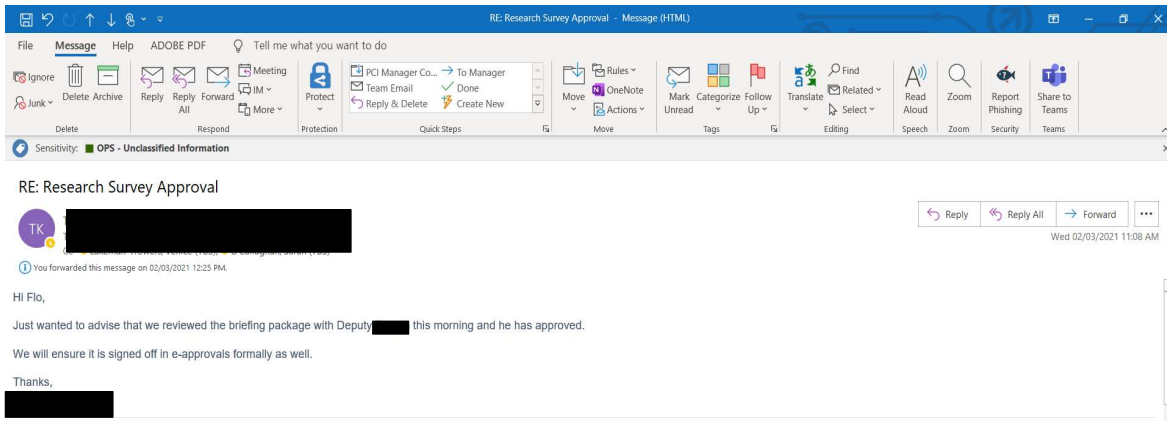 RE: Research Survey Approval - Message (HTML)
File Message Help ADOBE PDF Tell me what you want to do
Ignore
Junk
Delete Archive
Delete
Reply Reply All Forward
Meeting
IM
More
Respond
Protect
Protection
PCI Manager Co... To Manager
Team Email Done
Reply & Delete Create New
Quick Steps
Move
Rules
OneNote
Actions
Move
Mark Unread Categorize Follow Up
Tags
Translate
Find
Related
Select
Editing
Read Aloud
Speech
Zoom
Zoom
Report Phishing
Security
Share to Teams
Teams
Sensitivity: OPS - Unclassified Information
RE: Research Survey Approval
TK
Reply Reply All Forward
Wed 02/03/2021 11:08 AM
You forwarded this message on 02/03/2021 12:25 PM.
Hi Flo,
Just wanted to advise that we reviewed the briefing package with Deputy this morning and he has approved.
We will ensure it is signed off in e-approvals formally as well.
Thanks,